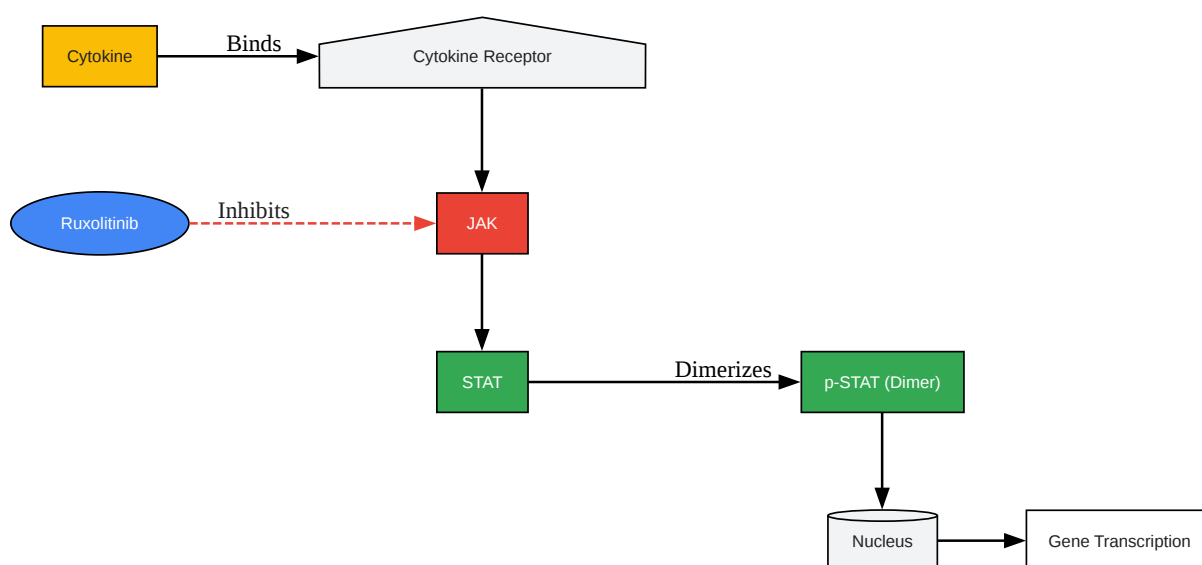 Cytokine
Binds
Cytokine Receptor
Ruxolitinib
Inhibits
JAK
STAT
Dimerizes
p-STAT (Dimer)
Nucleus
Gene Transcription